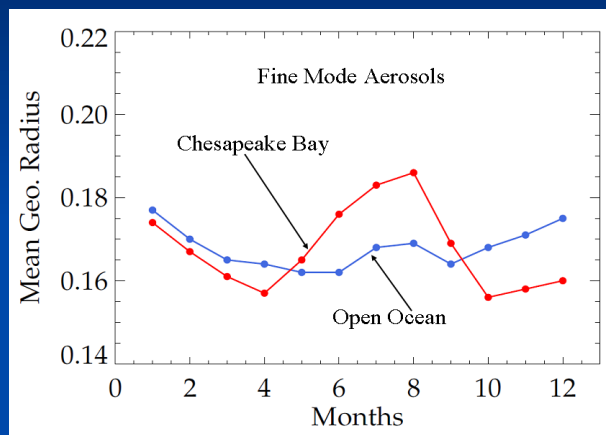 0.22
Fine Mode Aerosols
0.20
Chesapeake Bay
0.18
Mean Geo. Radius
0.16
Open Ocean
0.14
0 2 4 6 8 10 12
Months